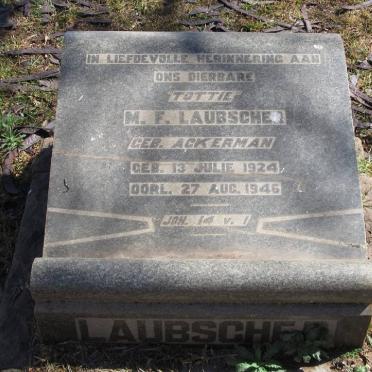 IN LIEFDEVOLLE HERINNERING AAN
ONS DIERBARE
TOTTIE
M. F. LAUBSCHER
GEB. ACKERMAN
GEB. 13 JULIE 1924
OORL. 27 AUG. 1946
JOH. 14 v. 1
LAUBSCHER